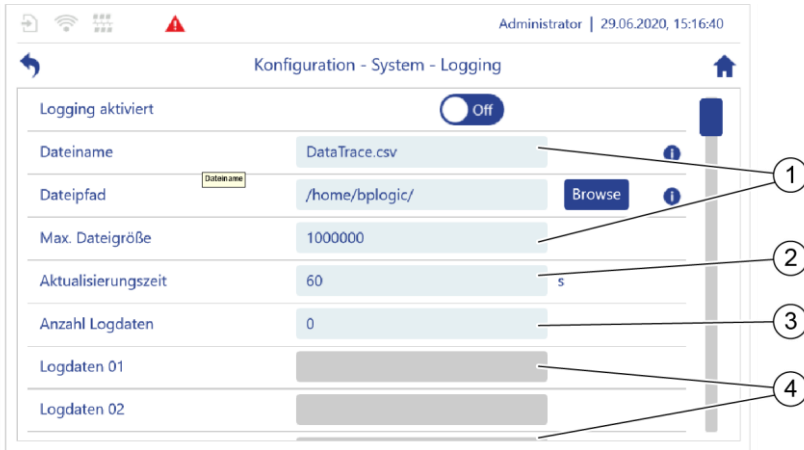 Administrator | 29.06.2020, 15:16:40
Konfiguration - System - Logging
Logging aktiviert Off
Dateiname DataTrace.csv i
1
Dateiname
Dateipfad /home/bplogic/ Browse i
Max. Dateigröße 1000000
2
Aktualisierungszeit 60 s
Anzahl Logdaten 0 3
Logdaten 01
4
Logdaten 02